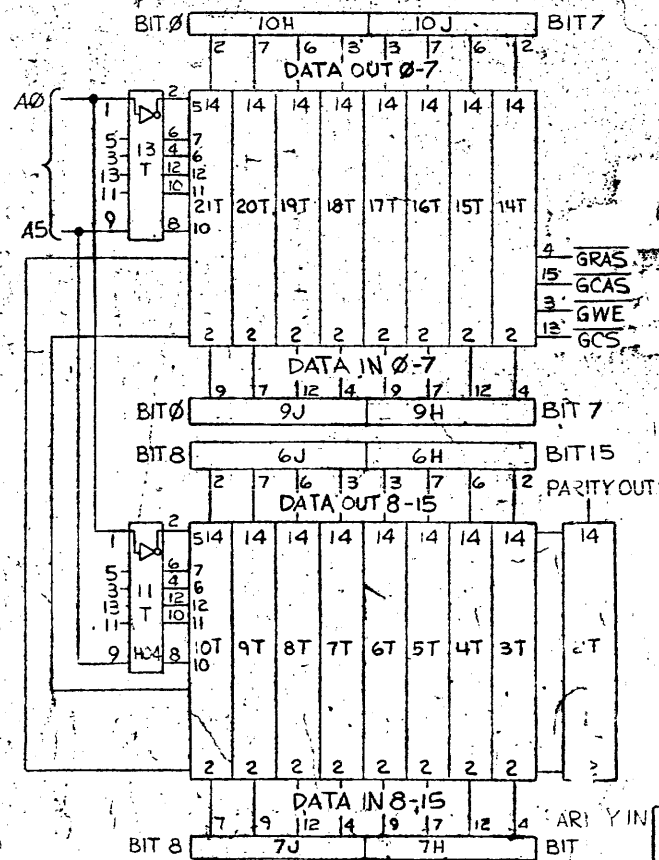 BITØ 10H 10J BIT7
2 7 6 3 3 7 6 2
DATA OUT Ø-7
AØ 1 2 5 14 14 14 14 14 14 14 14
5 6 7
3 13 4 6
13 T 12 12
11 10 11
21T 20T 19T 18T 17T 16T 15T 14T
A5 9 8 10
4 GRAS
15 GCAS
3 GWE
13 GCS
2 2 2 2 2 2 2 2
DATA IN Ø-7
9 7 12 4 9 7 12 4
BITØ 9J 9H BIT 7
BIT8 6J 6H BIT15
2 7 6 3 3 7 6 2
PARITY OUT
DATA OUT 8-15
1 2 5 14 14 14 14 14 14 14 14 14
5 6 7
3 11 4 6
13 T 12 12
11 10 11
10T 9T 8T 7T 6T 5T 4T 3T
9 HC4 8 10
2 2 2 2 2 2 2 2
DATA IN 8-15
7 9 12 4 9 7 12 4
Y IN
BIT 8 7J 7H BIT